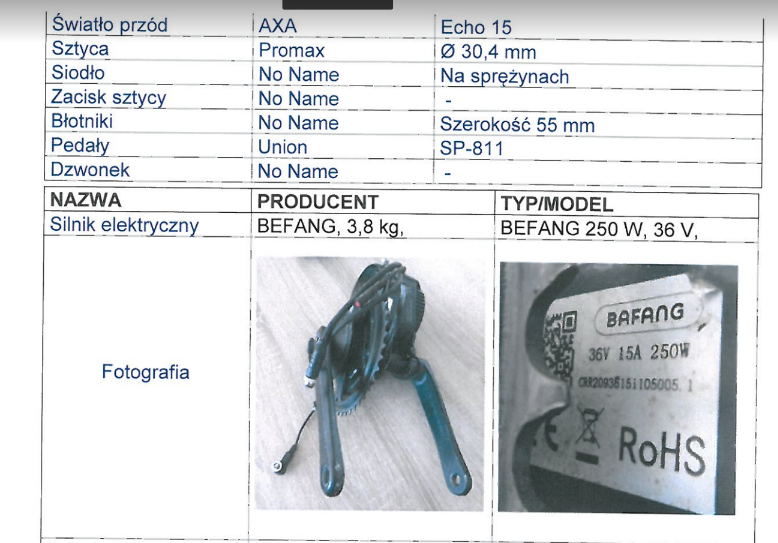 Światło przód AXA Echo 15
Sztyca Promax Ø 30,4 mm
Siodło No Name Na sprężynach
Zacisk sztycy No Name -
Błotniki No Name Szerokość 55 mm
Pedały Union SP-811
Dzwonek No Name -
NAZWA PRODUCENT TYP/MODEL
Silnik elektryczny BEFANG, 3,8 kg, BEFANG 250 W, 36 V,
Fotografia
BAFANG
36V 15A 250W
CRR20936151105005.1
CE
RoHS